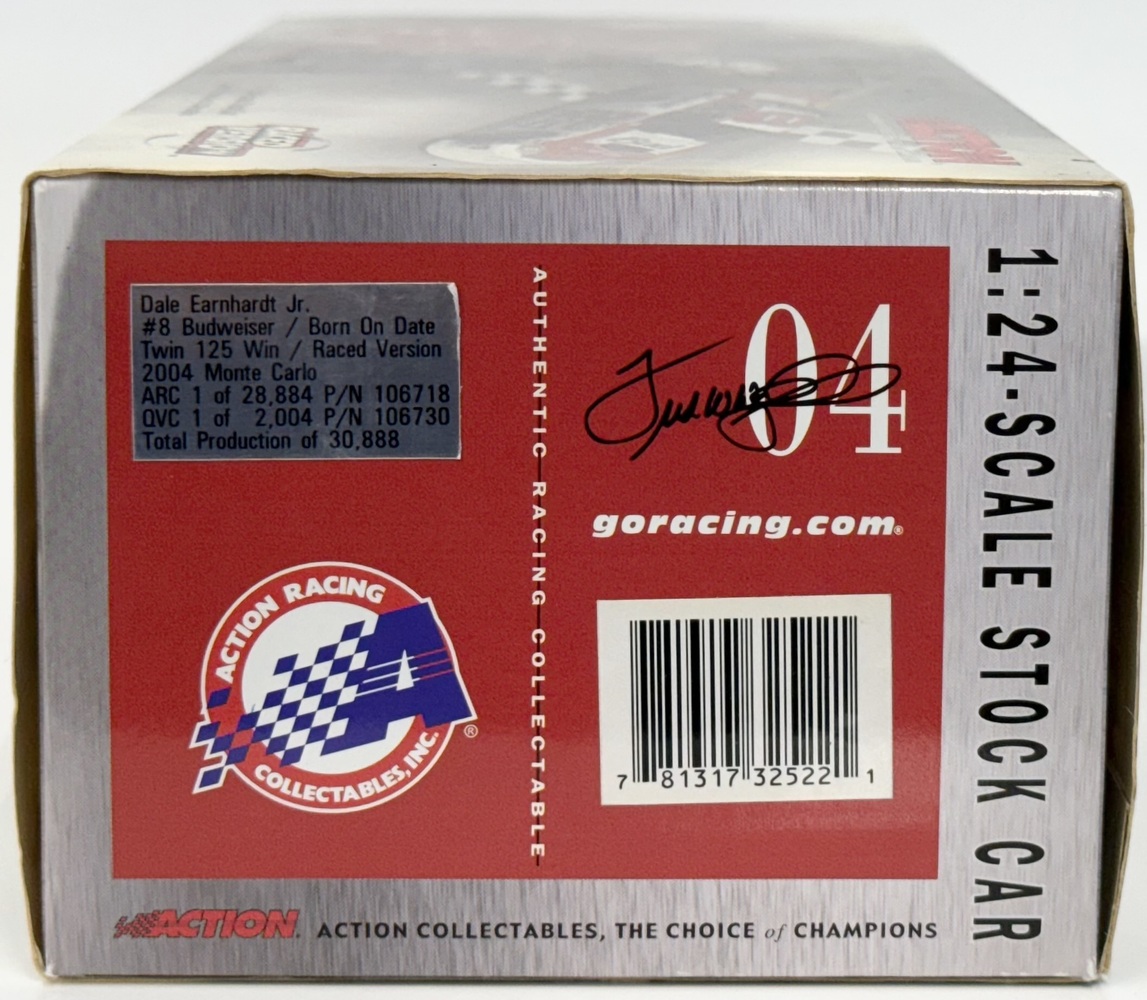 Dale Earnhardt Jr.
#8 Budweiser / Born On Date
Twin 125 Win / Raced Version
2004 Monte Carlo
ARC 1 of 28,884 P/N 106718
QVC 1 of 2,004 P/N 106730
Total Production of 30,888
AUTHENTIC RACING COLLECTABLE
04
goracing.com®
ACTION RACING
COLLECTABLES, INC.
A
®
7 81317 32522 1
1:24-SCALE STOCK CAR
ACTION. ACTION COLLECTABLES, THE CHOICE of CHAMPIONS